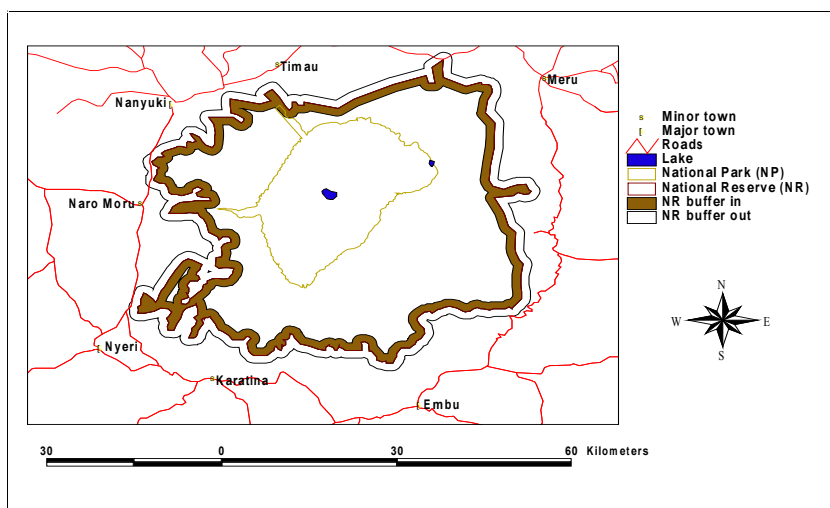 Timau
Meru
Nanyuki
Naro Moru
Nyeri
Karatina
Embu
s Minor town
[ Major town
Roads
Lake
National Park (NP)
National Reserve (NR)
NR buffer in
NR buffer out
N
W E
S
30 0 30 60 Kilometers